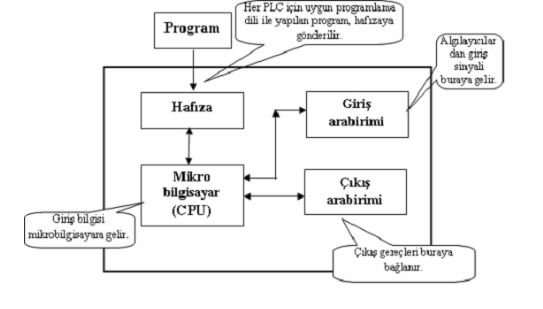 Program
Her PLC için uygun programlama
dili ile yapılan program, hafızaya
gönderilir.
Algılayıcılar
dan giriş
sinyali
buraya gelir.
Hafıza
Giriş
arabirimi
Mikro
bilgisayar
(CPU)
Çıkış
arabirimi
Giriş bilgisi
mikrobilgisayara gelir.
Çıkış gereçleri buraya
bağlanır.